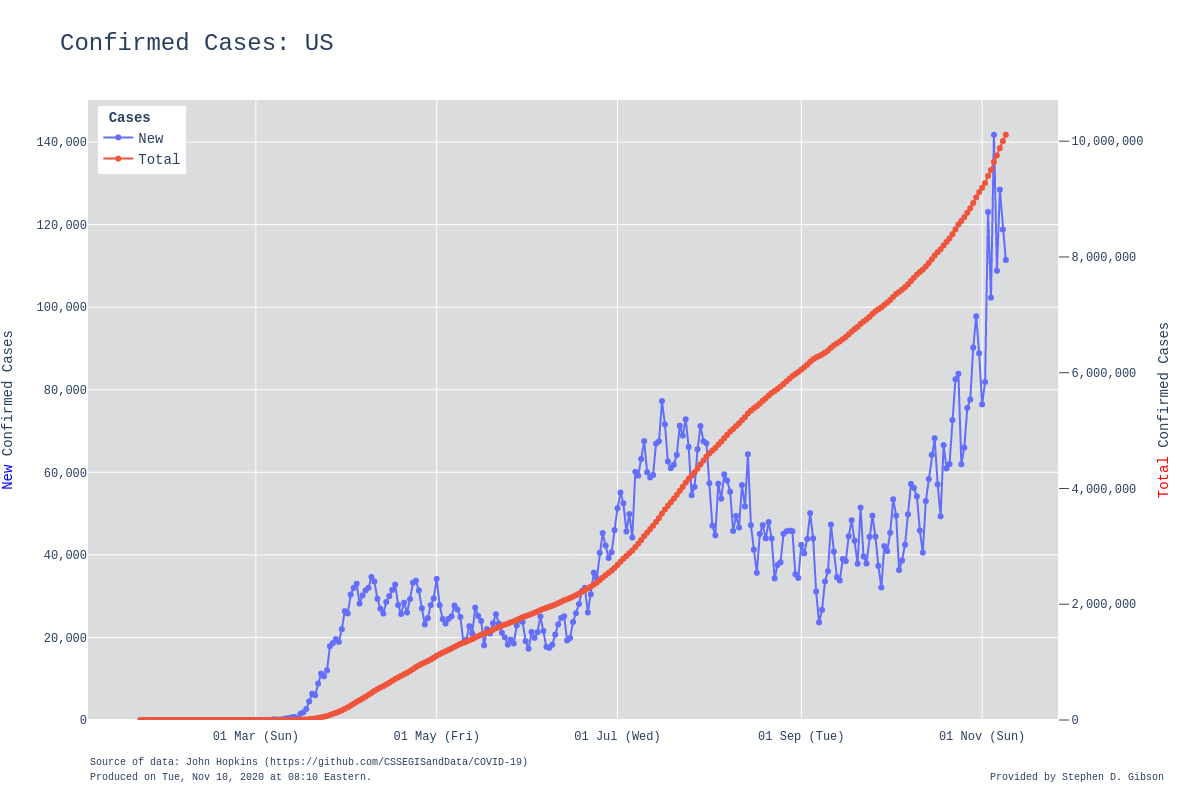 Confirmed Cases: US
Cases
New
Total
140,000
120,000
100,000
80,000
60,000
40,000
20,000
0
New Confirmed Cases
10,000,000
8,000,000
6,000,000
4,000,000
2,000,000
0
Total Confirmed Cases
01 Mar (Sun)
01 May (Fri)
01 Jul (Wed)
01 Sep (Tue)
01 Nov (Sun)
Source of data: John Hopkins (https://github.com/CSSEGISandData/COVID-19)
Produced on Tue, Nov 10, 2020 at 08:10 Eastern.
Provided by Stephen D. Gibson